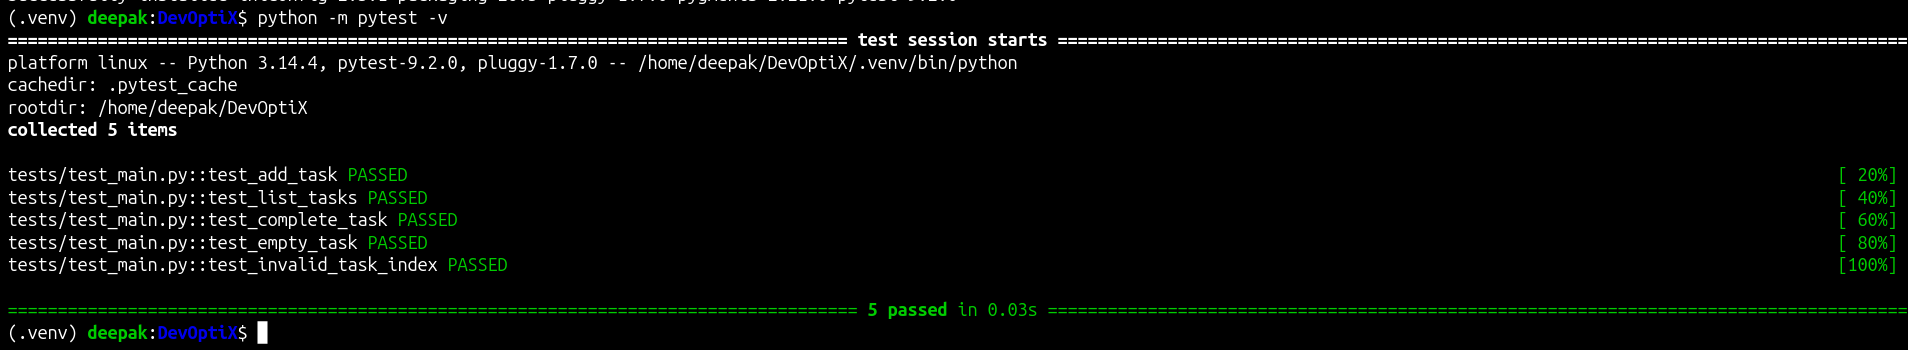 (.venv) deepak:DevOptiX$ python -m pytest -v
=================================================================================== test session starts =====================================================================================
platform linux -- Python 3.14.4, pytest-9.2.0, pluggy-1.7.0 -- /home/deepak/DevOptiX/.venv/bin/python
cachedir: .pytest_cache
rootdir: /home/deepak/DevOptiX
collected 5 items
tests/test_main.py::test_add_task PASSED [ 20%]
tests/test_main.py::test_list_tasks PASSED [ 40%]
tests/test_main.py::test_complete_task PASSED [ 60%]
tests/test_main.py::test_empty_task PASSED [ 80%]
tests/test_main.py::test_invalid_task_index PASSED [100%]
===================================================================================== 5 passed in 0.03s ======================================================================================
(.venv) deepak:DevOptiX$